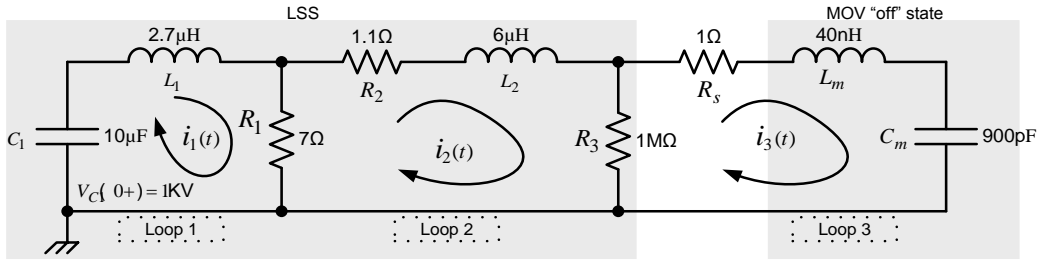 LSS
MOV “off” state
2.7μH
1.1Ω
6μH
1Ω
40nH
L1
R2
L2
Rs
Lm
C1
10μF
i1(t)
R1
7Ω
i2(t)
R3
1MΩ
i3(t)
Cm
900pF
VC1(0+) = 1KV
Loop 1
Loop 2
Loop 3